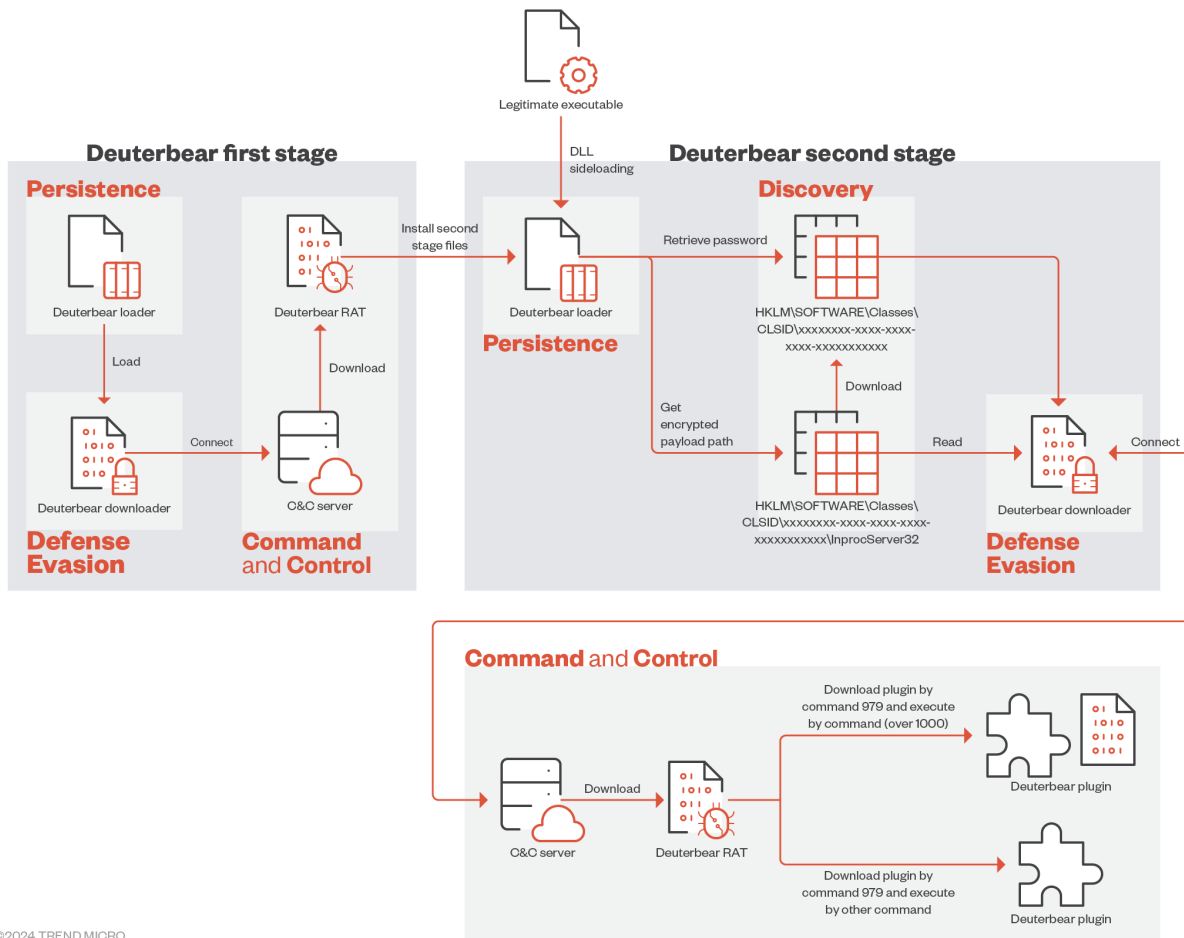 Legitimate executable
DLL
sideloading
Deuterbear first stage
Persistence
Deuterbear loader
Load
Deuterbear downloader
Defense
Evasion
Connect
Deuterbear RAT
Download
C&C server
Command
and Control
Install second
stage files
Deuterbear second stage
Deuterbear loader
Persistence
Retrieve password
Get
encrypted
payload path
Discovery
HKLM\SOFTWARE\Classes\
CLSID\xxxxxxxx-xxxx-xxxx-
xxxx-xxxxxxxxxxx
Download
HKLM\SOFTWARE\Classes\
CLSID\xxxxxxxx-xxxx-xxxx-xxxx-
xxxxxxxxxxx\InprocServer32
Read
Deuterbear downloader
Defense
Evasion
Connect
Command and Control
C&C server
Download
Deuterbear RAT
Download plugin by
command 979 and execute
by command (over 1000)
Deuterbear plugin
Download plugin by
command 979 and execute
by other command
Deuterbear plugin
©2024 TREND MICRO